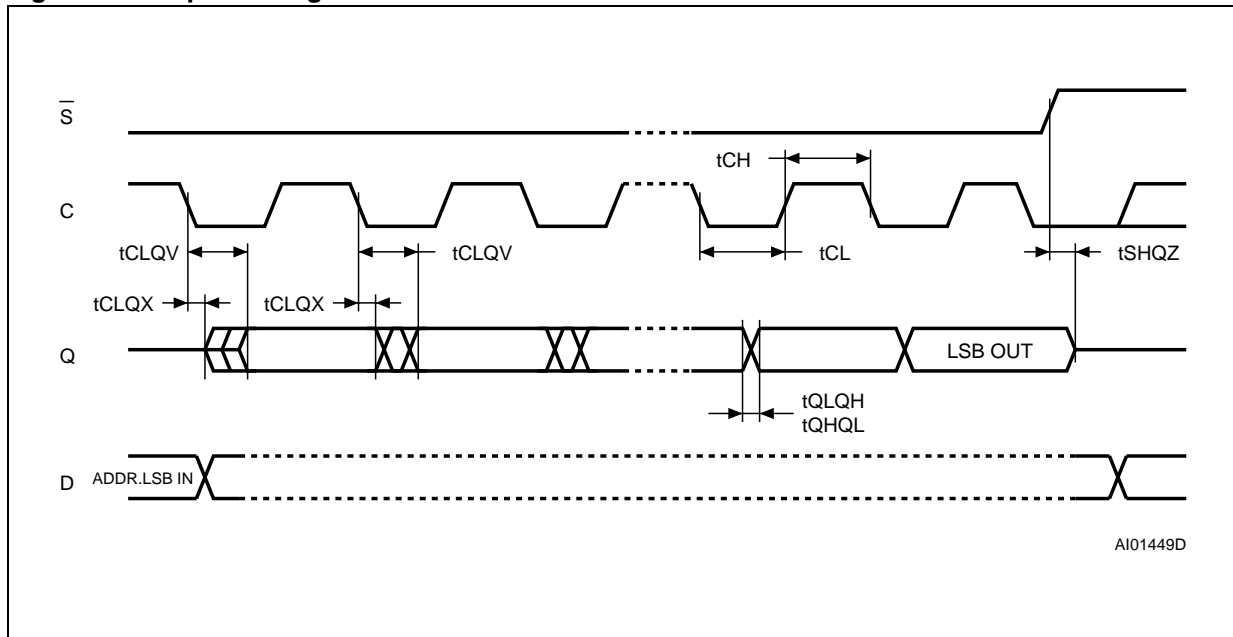 S
tCH
C
tCLQV
tCLQV
tCL
tSHQZ
tCLQX
tCLQX
Q
LSB OUT
tQLQH
tQHQL
D
ADDR.LSB IN
AI01449D